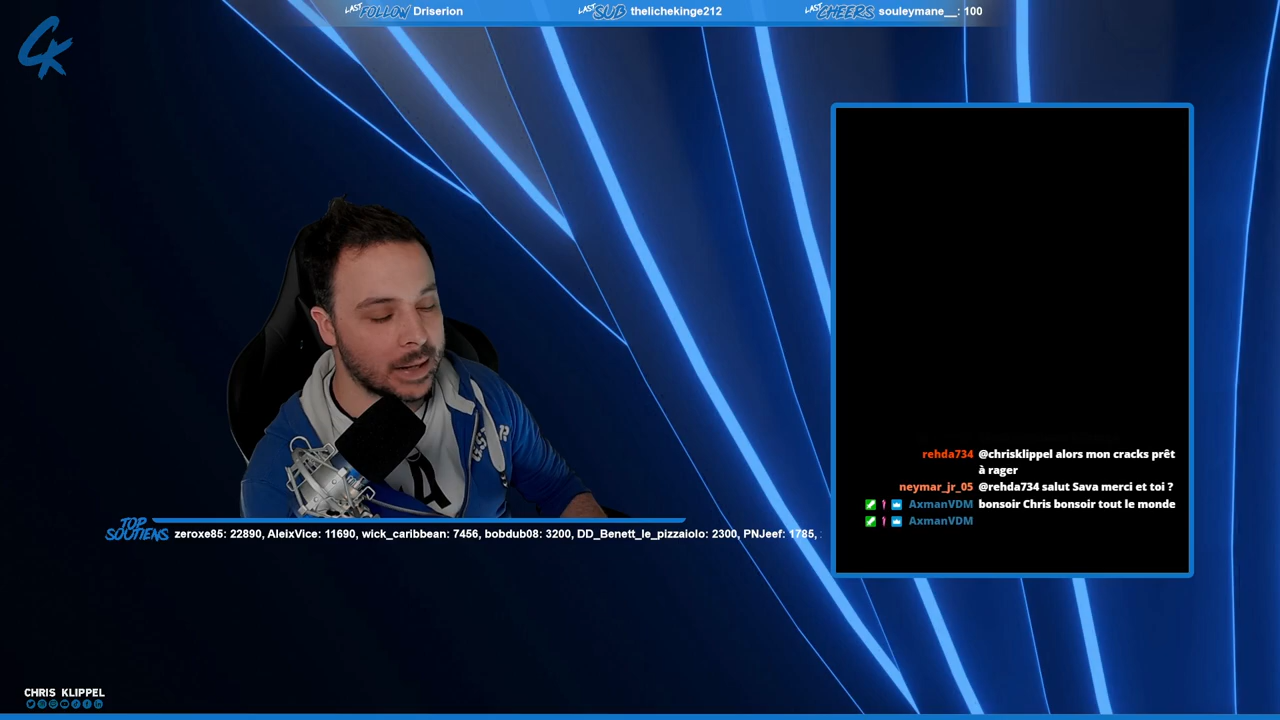 LAST FOLLOW Driserion
LAST SUB thelichekinge212
LAST CHEERS souleymane__: 100
CK
rehda734 @chrisklippel alors mon cracks prêt
à rager
neymar_jr_05 @rehda734 salut Sava merci et toi ?
AxmanVDM bonsoir Chris bonsoir tout le monde
AxmanVDM
A
TOP
SOUTIENS zeroxe85: 22890, AleixVice: 11690, wick_caribbean: 7456, bobdub08: 3200, DD_Benett_le_pizzaiolo: 2300, PNJeef: 1785,
CHRIS KLIPPEL